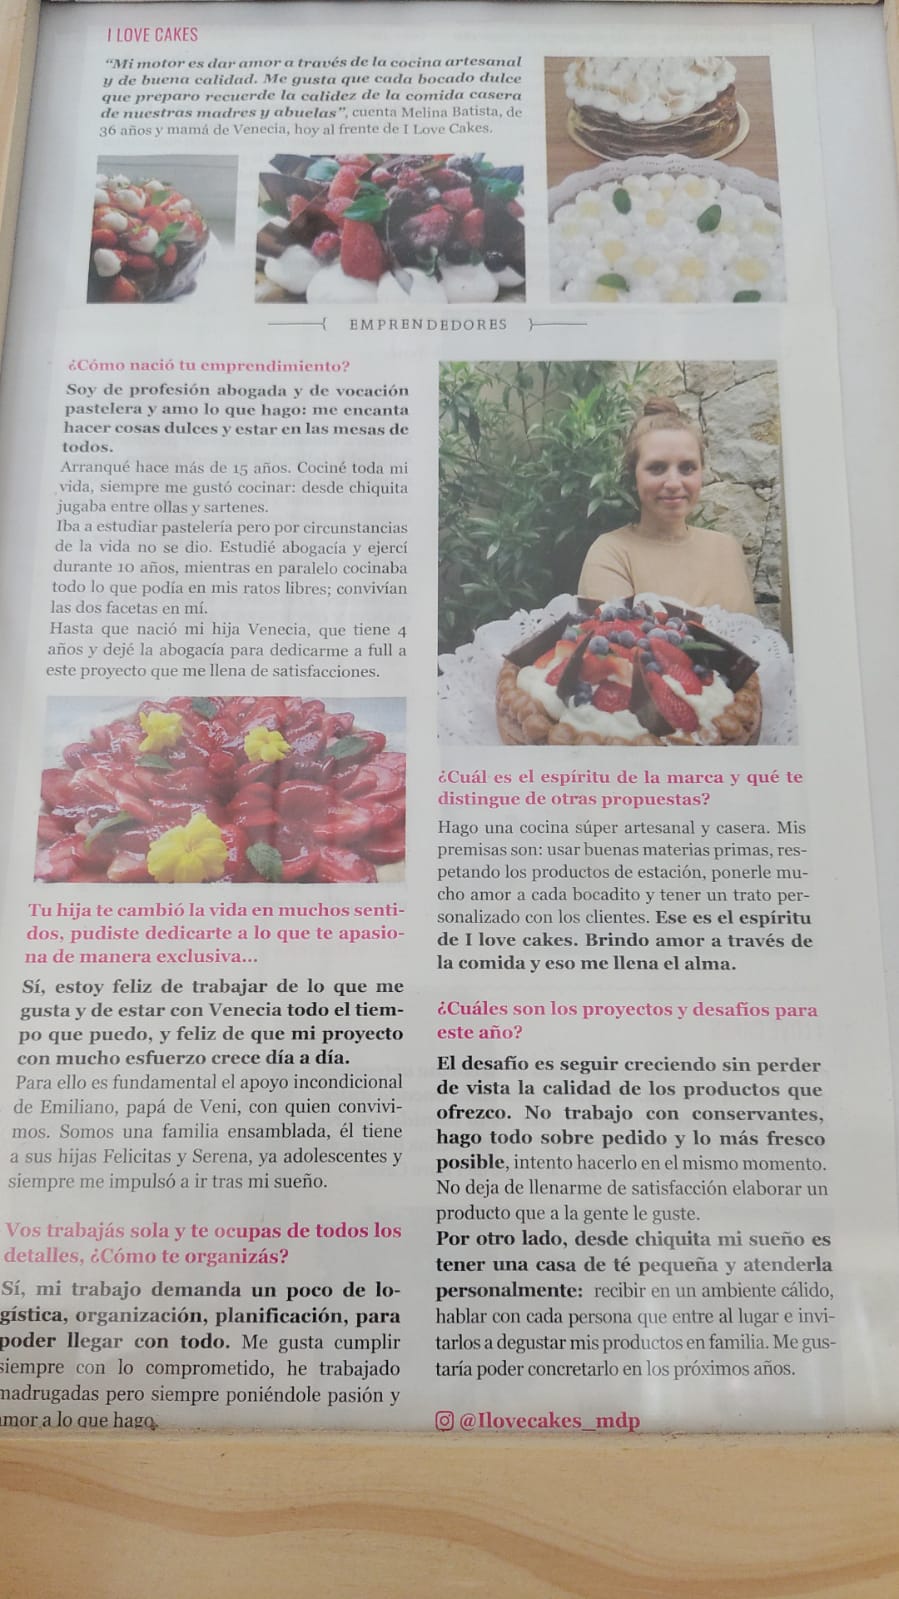 I LOVE CAKES
“Mi motor es dar amor a través de la cocina artesanal
y de buena calidad. Me gusta que cada bocado dulce
que preparo recuerde la calidez de la comida casera
de nuestras madres y abuelas”, cuenta Melina Batista, de
36 años y mamá de Venecia, hoy al frente de I Love Cakes.
EMPRENDEDORES
¿Cómo nació tu emprendimiento?
Soy de profesión abogada y de vocación
pastelera y amo lo que hago: me encanta
hacer cosas dulces y estar en las mesas de
todos.
Arranqué hace más de 15 años. Cociné toda mi
vida, siempre me gustó cocinar: desde chiquita
jugaba entre ollas y sartenes.
Iba a estudiar pastelería pero por circunstancias
de la vida no se dio. Estudié abogacía y ejercí
durante 10 años, mientras en paralelo cocinaba
todo lo que podía en mis ratos libres; convivían
las dos facetas en mí.
Hasta que nació mi hija Venecia, que tiene 4
años y dejé la abogacía para dedicarme a full a
este proyecto que me llena de satisfacciones.
Tu hija te cambió la vida en muchos senti-
dos, pudiste dedicarte a lo que te apasio-
na de manera exclusiva...
Sí, estoy feliz de trabajar de lo que me
gusta y de estar con Venecia todo el tiem-
po que puedo, y feliz de que mi proyecto
con mucho esfuerzo crece día a día.
Para ello es fundamental el apoyo incondicional
de Emiliano, papá de Veni, con quien convivi-
mos. Somos una familia ensamblada, él tiene
a sus hijas Felicitas y Serena, ya adolescentes y
siempre me impulsó a ir tras mi sueño.
Vos trabajás sola y te ocupas de todos los
detalles, ¿Cómo te organizás?
Sí, mi trabajo demanda un poco de lo-
gística, organización, planificación, para
poder llegar con todo. Me gusta cumplir
siempre con lo comprometido, he trabajado
madrugadas pero siempre poniéndole pasión y
amor a lo que hago.
¿Cuál es el espíritu de la marca y qué te
distingue de otras propuestas?
Hago una cocina súper artesanal y casera. Mis
premisas son: usar buenas materias primas, res-
petando los productos de estación, ponerle mu-
cho amor a cada bocadito y tener un trato per-
sonalizado con los clientes. Ese es el espíritu
de I love cakes. Brindo amor a través de
la comida y eso me llena el alma.
¿Cuáles son los proyectos y desafíos para
este año?
El desafío es seguir creciendo sin perder
de vista la calidad de los productos que
ofrezco. No trabajo con conservantes,
hago todo sobre pedido y lo más fresco
posible, intento hacerlo en el mismo momento.
No deja de llenarme de satisfacción elaborar un
producto que a la gente le guste.
Por otro lado, desde chiquita mi sueño es
tener una casa de té pequeña y atenderla
personalmente: recibir en un ambiente cálido,
hablar con cada persona que entre al lugar e invi-
tarlos a degustar mis productos en familia. Me gus-
taría poder concretarlo en los próximos años.
@Ilovecakes_mdp